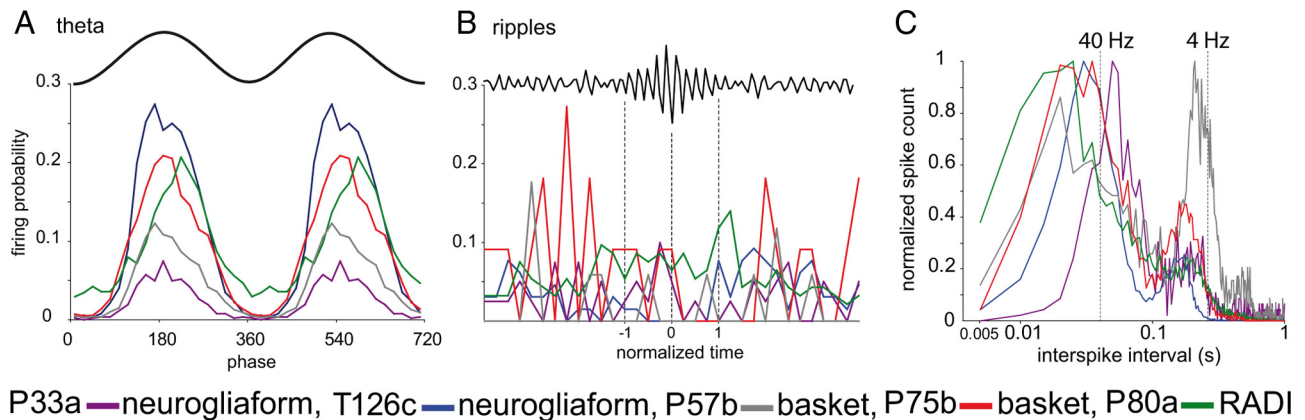 A theta
0.3
0.2
0.1
0
firing probability
0 180 360 540 720
phase
B ripples
0.3
0.2
0.1
-1 0 1
normalized time
C
40 Hz 4 Hz
1
0.8
0.6
0.4
0.2
0
normalized spike count
0.005 0.01 0.1 1
interspike interval (s)
P33a neurogliaform, T126c neurogliaform, P57b basket, P75b basket, P80a RADI